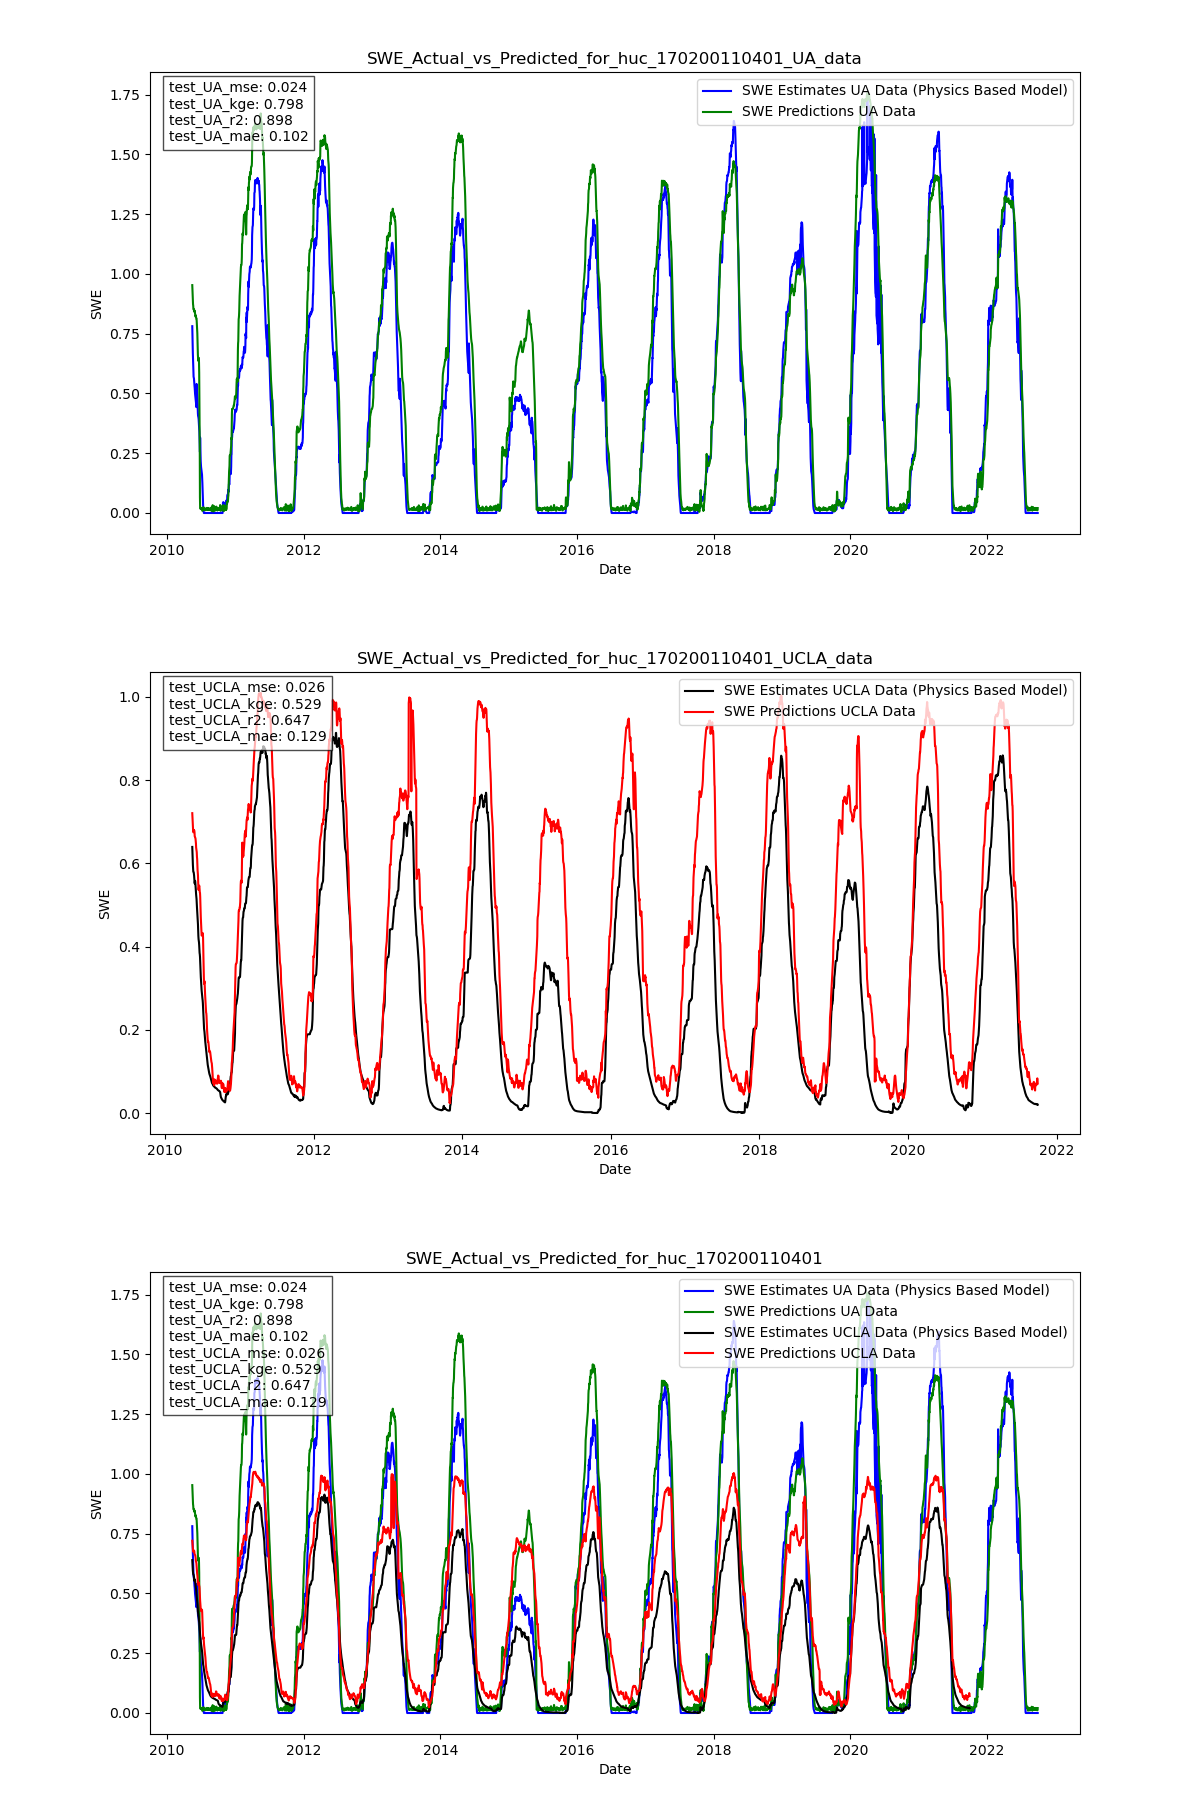 SWE_Actual_vs_Predicted_for_huc_170200110401_UA_data
test_UA_mse: 0.024
test_UA_kge: 0.798
test_UA_r2: 0.898
test_UA_mae: 0.102
SWE Estimates UA Data (Physics Based Model)
SWE Predictions UA Data
1.75
1.50
1.25
1.00
0.75
0.50
0.25
0.00
SWE
2010 2012 2014 2016 2018 2020 2022
Date
SWE_Actual_vs_Predicted_for_huc_170200110401_UCLA_data
test_UCLA_mse: 0.026
test_UCLA_kge: 0.529
test_UCLA_r2: 0.647
test_UCLA_mae: 0.129
SWE Estimates UCLA Data (Physics Based Model)
SWE Predictions UCLA Data
1.0
0.8
0.6
0.4
0.2
0.0
SWE
2010 2012 2014 2016 2018 2020 2022
Date
SWE_Actual_vs_Predicted_for_huc_170200110401
test_UA_mse: 0.024
test_UA_kge: 0.798
test_UA_r2: 0.898
test_UA_mae: 0.102
test_UCLA_mse: 0.026
test_UCLA_kge: 0.529
test_UCLA_r2: 0.647
test_UCLA_mae: 0.129
SWE Estimates UA Data (Physics Based Model)
SWE Predictions UA Data
SWE Estimates UCLA Data (Physics Based Model)
SWE Predictions UCLA Data
1.75
1.50
1.25
1.00
0.75
0.50
0.25
0.00
SWE
2010 2012 2014 2016 2018 2020 2022
Date